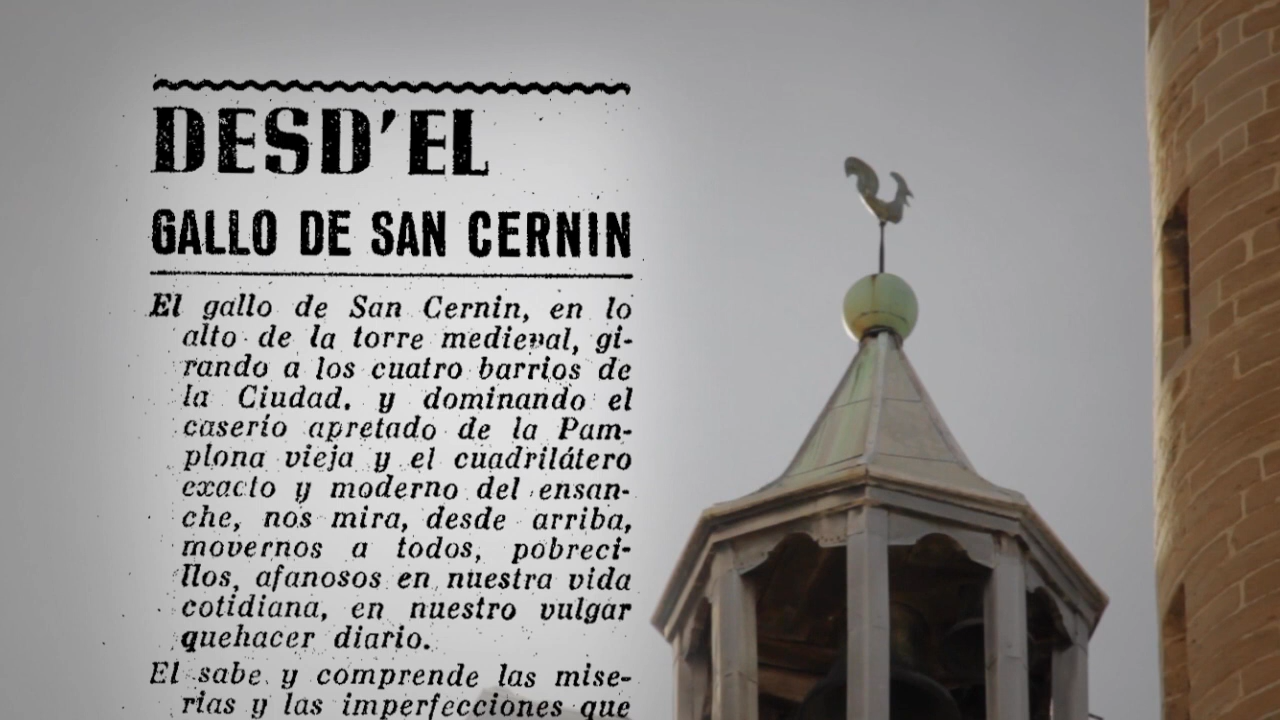 DESD'EL
GALLO DE SAN CERNIN
El gallo de San Cernin, en lo
alto de la torre medieval, gi-
rando a los cuatro barrios de
la Ciudad, y dominando el
caserío apretado de la Pam-
plona vieja y el cuadrilátero
exacto y moderno del ensan-
che, nos mira, desde arriba,
movernos a todos, pobreci-
llos, afanosos en nuestra vida
cotidiana, en nuestro vulgar
quehacer diario.
El sabe y comprende las mise-
rias y las imperfecciones que